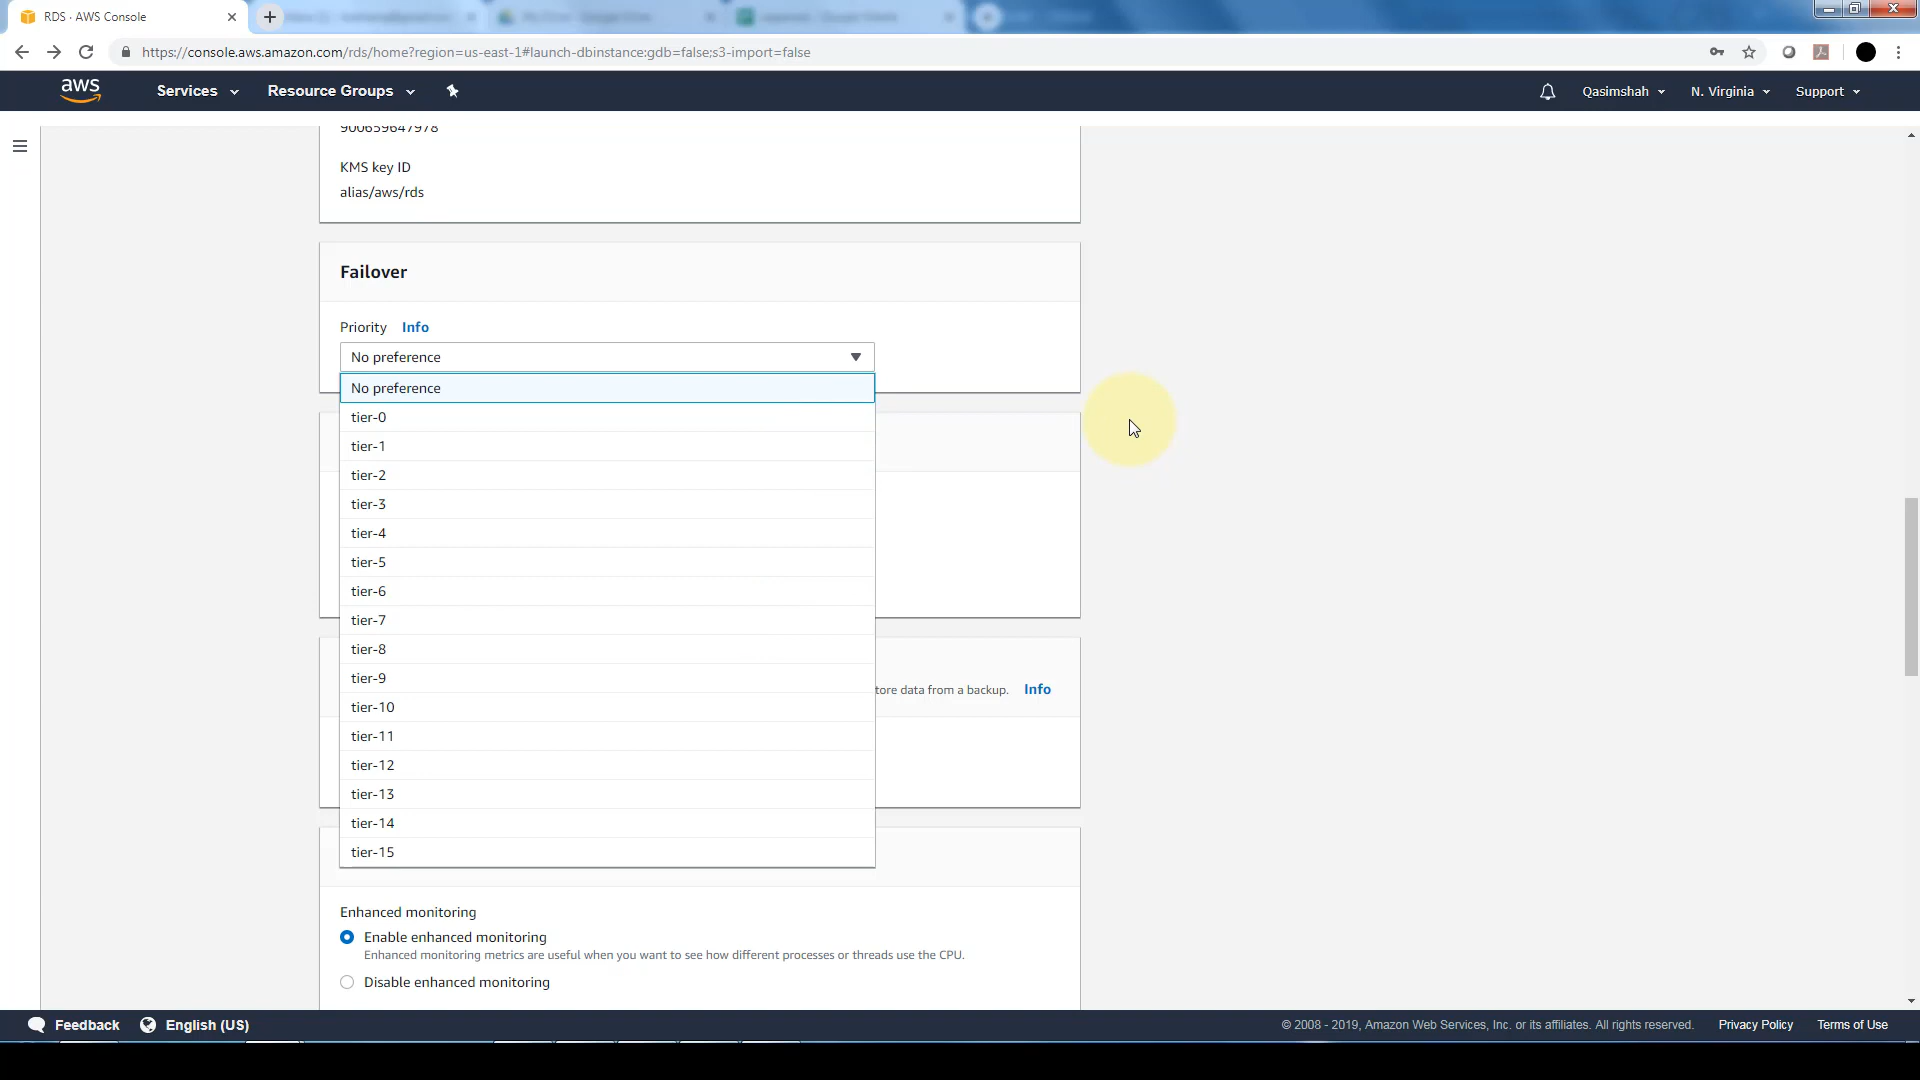 RDS · AWS Console
https://console.aws.amazon.com/rds/home?region=us-east-1#launch-dbinstance;gdb=false;s3-import=false
aws
Services
Resource Groups
Qasimshah
N. Virginia
Support
900659647978
KMS key ID
alias/aws/rds
Failover
Priority Info
No preference
No preference
tier-0
tier-1
tier-2
tier-3
tier-4
tier-5
tier-6
tier-7
tier-8
tier-9
tore data from a backup. Info
tier-10
tier-11
tier-12
tier-13
tier-14
tier-15
Enhanced monitoring
Enable enhanced monitoring
Enhanced monitoring metrics are useful when you want to see how different processes or threads use the CPU.
Disable enhanced monitoring
Feedback
English (US)
© 2008 - 2019, Amazon Web Services, Inc. or its affiliates. All rights reserved.
Privacy Policy
Terms of Use